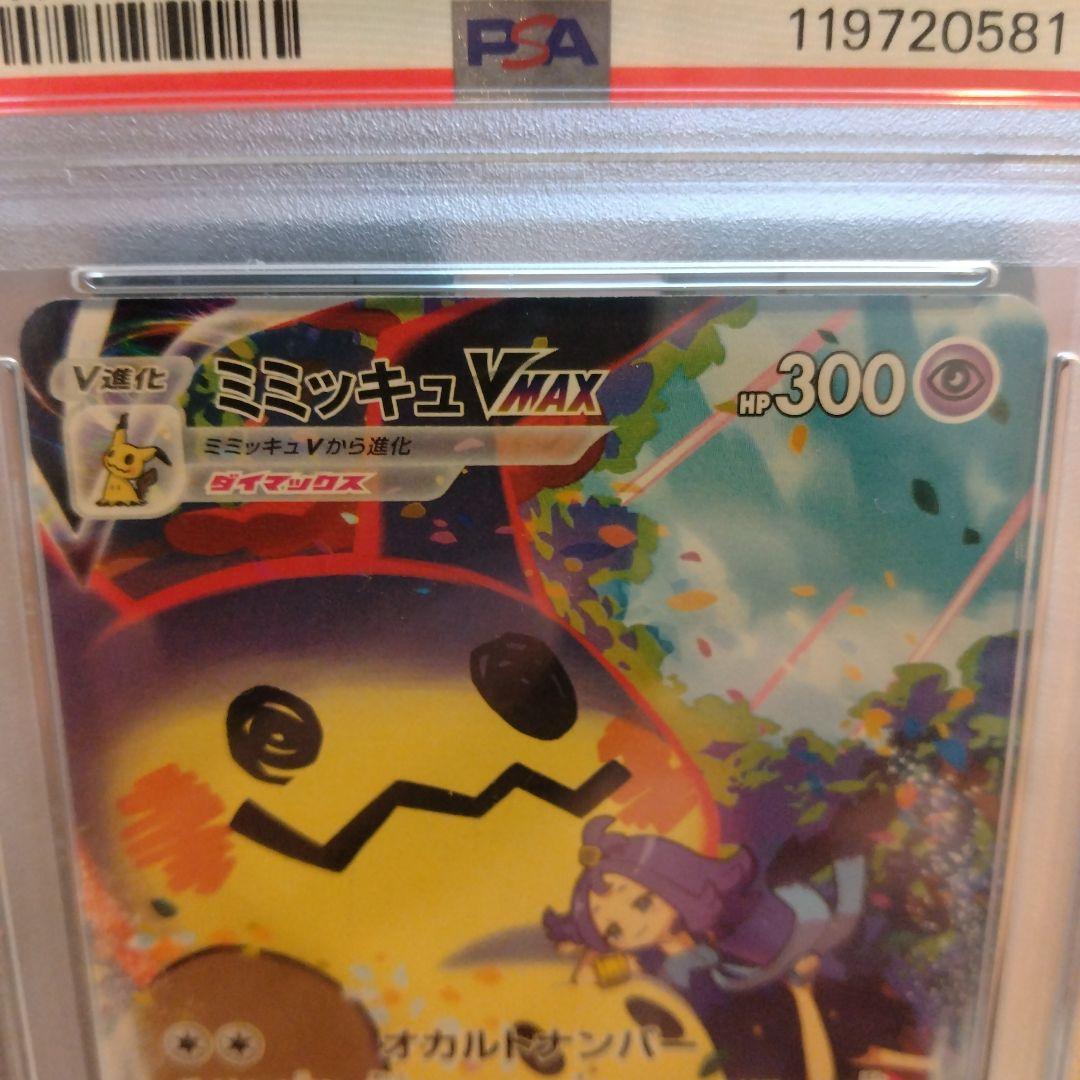 PSA
119720581
V進化
ミミッキュVMAX
HP300
ミミッキュVから進化
ダイマックス
オカルトナンバー